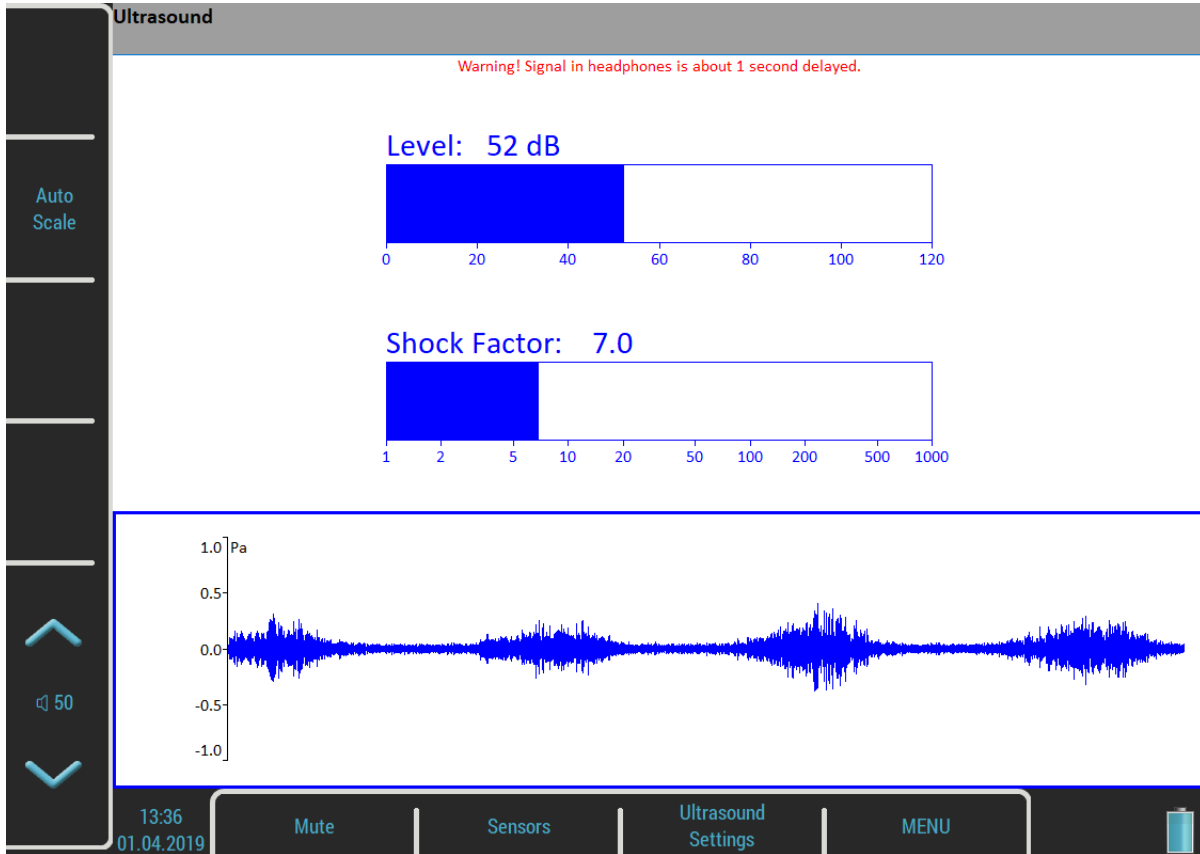 Ultrasound
Warning! Signal in headphones is about 1 second delayed.
Auto
Scale
Level: 52 dB
0 20 40 60 80 100 120
Shock Factor: 7.0
1 2 5 10 20 50 100 200 500 1000
1.0 Pa
0.5
0.0
-0.5
-1.0
50
13:36
01.04.2019
Mute
Sensors
Ultrasound
Settings
MENU